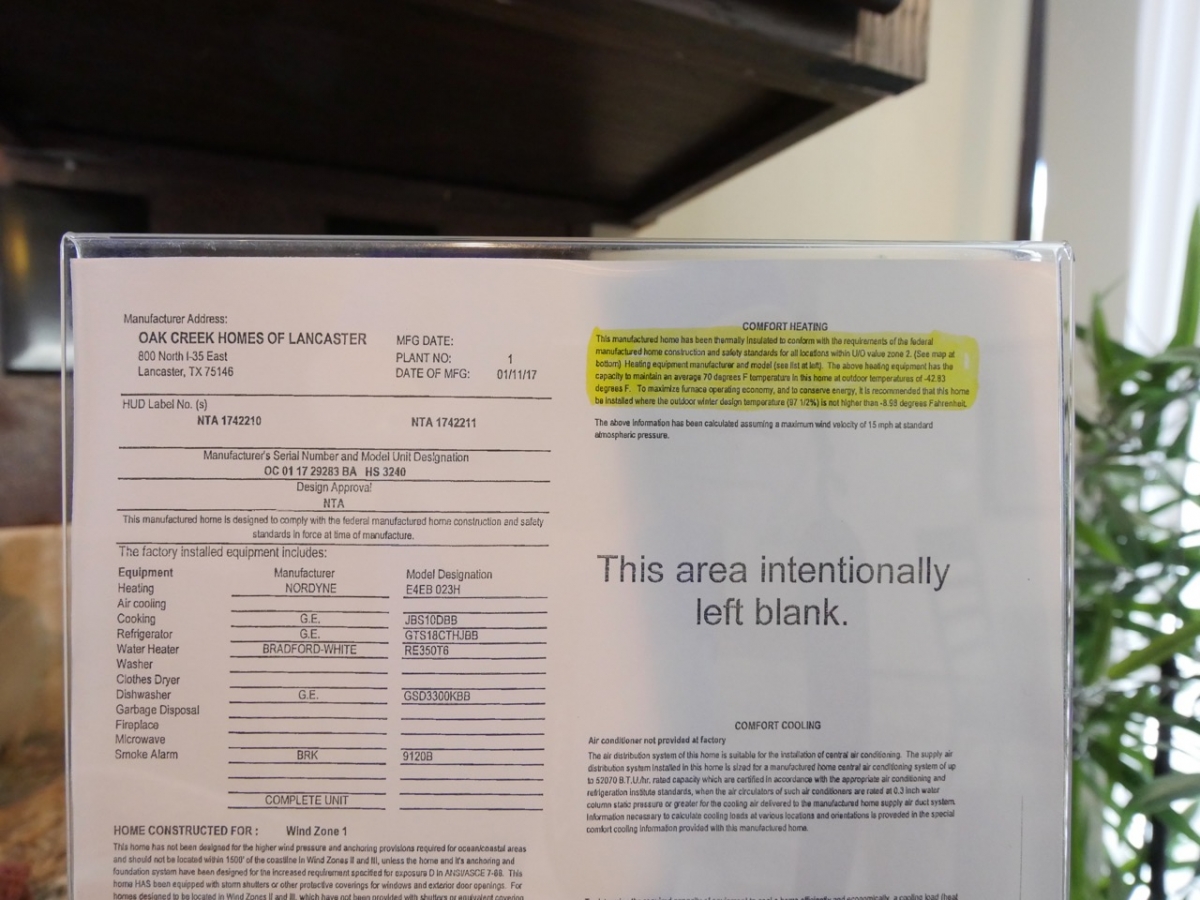 Manufacturer Address:
OAK CREEK HOMES OF LANCASTER
800 North I-35 East
Lancaster, TX 75146
MFG DATE:
PLANT NO: 1
DATE OF MFG: 01/11/17
HUD Label No. (s)
NTA 1742210 NTA 1742211
Manufacturer's Serial Number and Model Unit Designation
OC 01 17 29283 BA HS 3240
Design Approval
NTA
This manufactured home is designed to comply with the federal manufactured home construction and safety
standards in force at time of manufacture.
The factory installed equipment includes:
Equipment Manufacturer Model Designation
Heating NORDYNE E4EB 023H
Air cooling
Cooking G.E. JBS10DBB
Refrigerator G.E. GTS18CTHJBB
Water Heater BRADFORD-WHITE RE350T6
Washer
Clothes Dryer
Dishwasher G.E. GSD3300KBB
Garbage Disposal
Fireplace
Microwave
Smoke Alarm BRK 9120B
COMPLETE UNIT
HOME CONSTRUCTED FOR : Wind Zone 1
This home has not been designed for the higher wind pressure and anchoring provisions required for ocean/coastal areas
and should not be located within 1500' of the coastline in Wind Zones II and III, unless the home and it's anchoring and
foundation system have been designed for the increased requirement specified for exposure D in ANSI/ASCE 7-88. This
home HAS been equipped with storm shutters or other protective coverings for windows and exterior door openings. For
homes designed to be located in Wind Zones II and III, which have not been provided with shutters or equivalent covering
COMFORT HEATING
This manufactured home has been thermally insulated to conform with the requirements of the federal
manufactured home construction and safety standards for all locations within U/O value zone 2. (See map at
bottom) Heating equipment manufacturer and model (see list at left). The above heating equipment has the
capacity to maintain an average 70 degrees F temperature in this home at outdoor temperatures of -42.83
degrees F. To maximize furnace operating economy, and to conserve energy, it is recommended that this home
be installed where the outdoor winter design temperature (97 1/2%) is not higher than -8.93 degrees Fahrenheit.
The above information has been calculated assuming a maximum wind velocity of 15 mph at standard
atmospheric pressure.
This area intentionally
left blank.
COMFORT COOLING
Air conditioner not provided at factory
The air distribution system of this home is suitable for the installation of central air conditioning. The supply air
distribution system installed in this home is sized for a manufactured home central air conditioning system of up
to 52070 B.T.U./hr. rated capacity which are certified in accordance with the appropriate air conditioning and
refrigeration institute standards, when the air circulators of such air conditioners are rated at 0.3 inch water
column static pressure or greater for the cooling air delivered to the manufactured home supply air duct system.
Information necessary to calculate cooling loads at various locations and orientations is proveded in the special
comfort cooling information provided with this manufactured home.